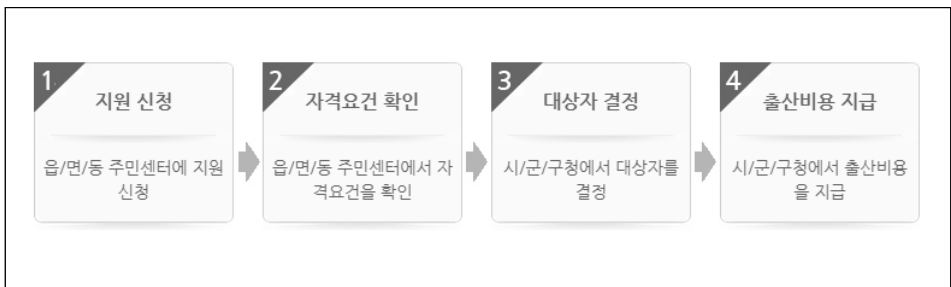 1
지원 신청
읍/면/동 주민센터에 지원
신청
2
자격요건 확인
읍/면/동 주민센터에서 자
격요건을 확인
3
대상자 결정
시/군/구청에서 대상자를
결정
4
출산비용 지급
시/군/구청에서 출산비용
을 지급